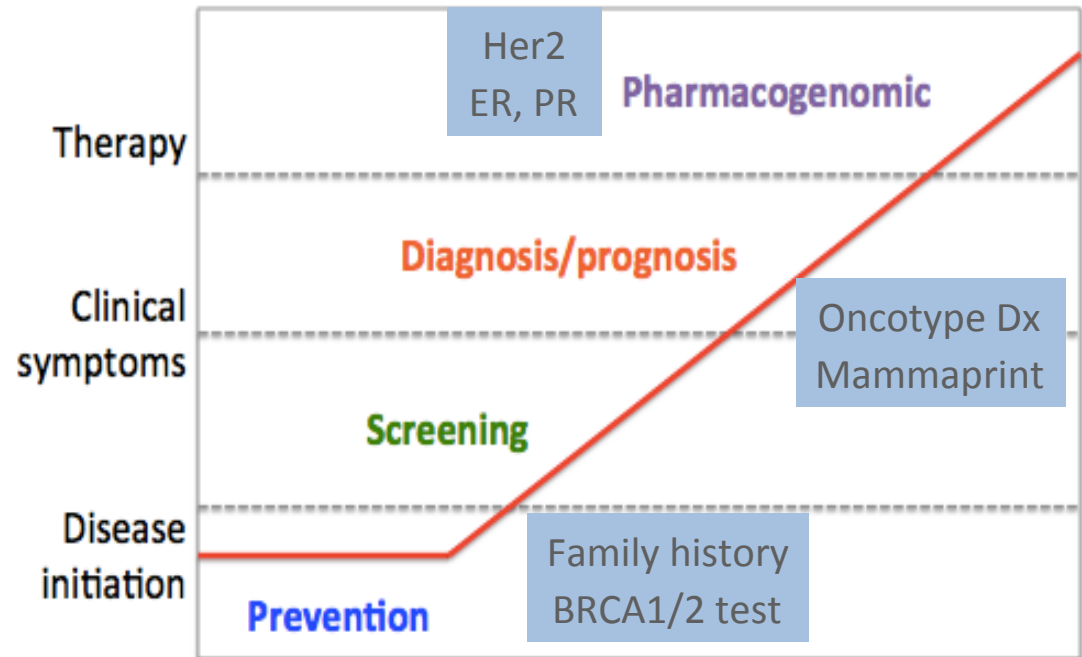 Her2
ER, PR
Pharmacogenomic
Therapy
Diagnosis/prognosis
Clinical
symptoms
Oncotype Dx
Mammaprint
Screening
Disease
initiation
Family history
BRCA1/2 test
Prevention